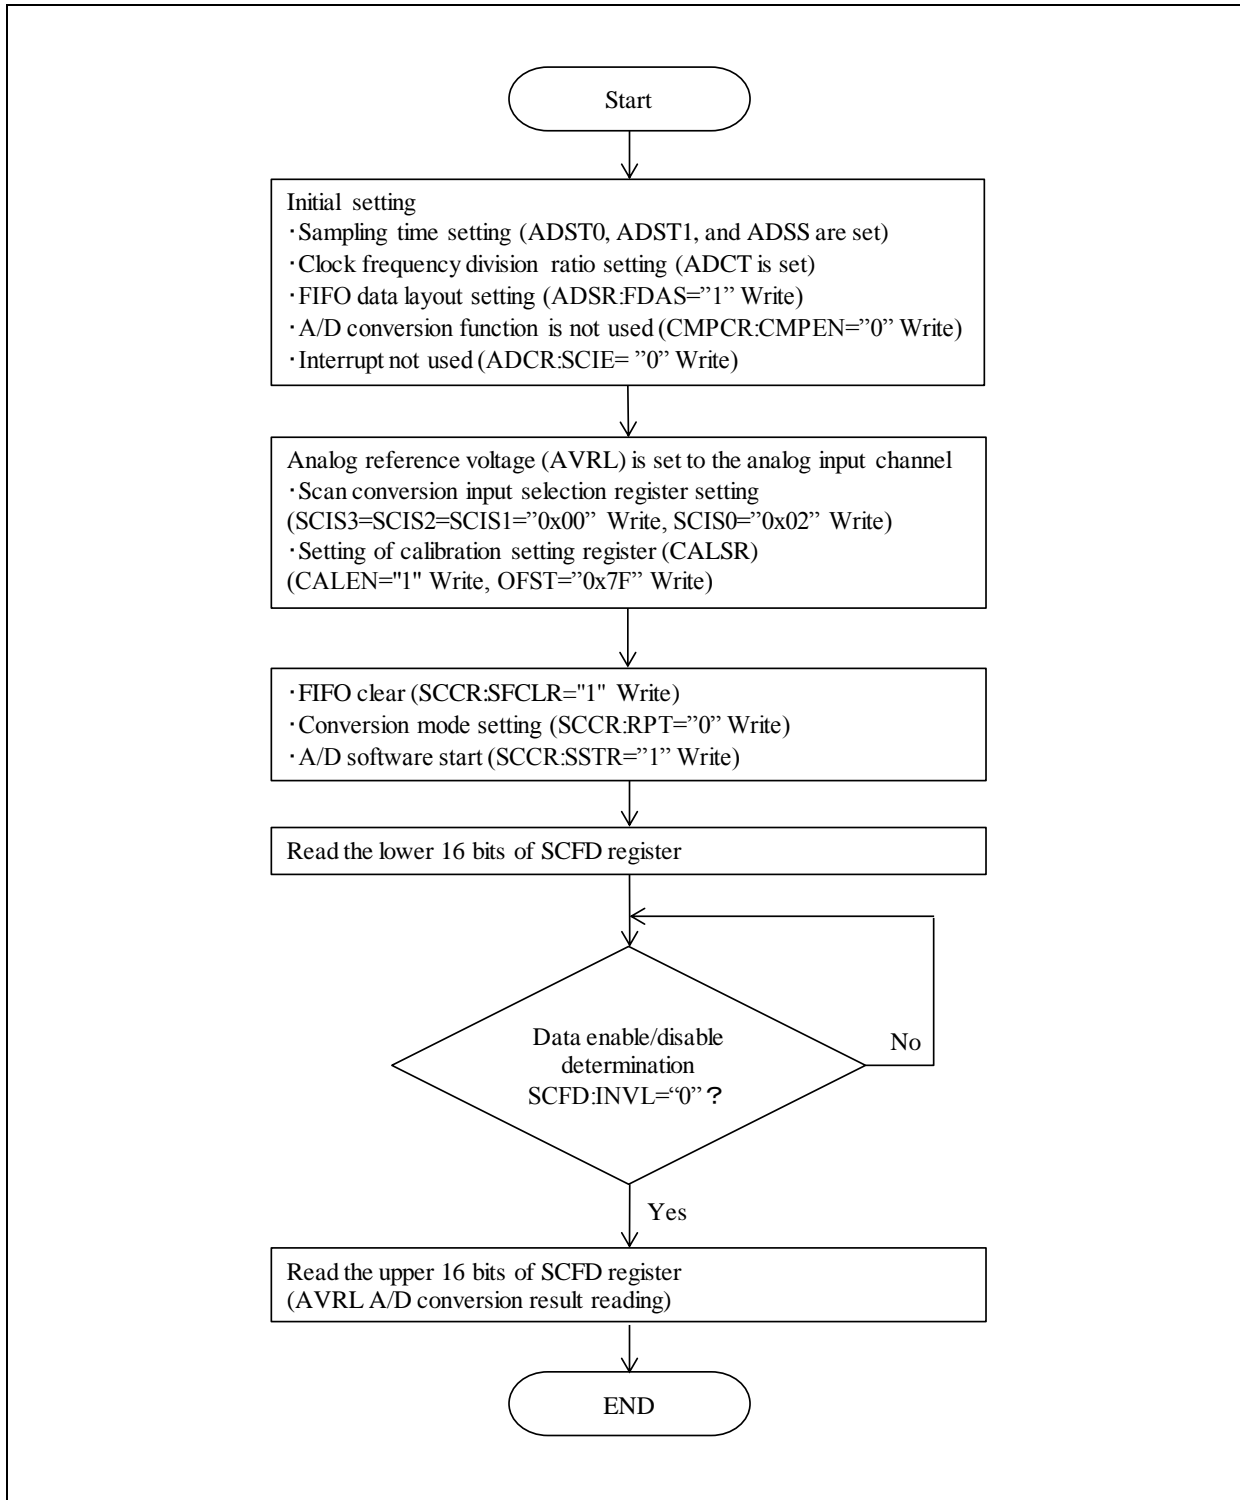 Start
Initial setting
・Sampling time setting (ADST0, ADST1, and ADSS are set)
・Clock frequency division ratio setting (ADCT is set)
・FIFO data layout setting (ADSR:FDAS=”1” Write)
・A/D conversion function is not used (CMPCR:CMPEN=”0” Write)
・Interrupt not used (ADCR:SCIE= ”0” Write)
Analog reference voltage (AVRL) is set to the analog input channel
・Scan conversion input selection register setting
(SCIS3=SCIS2=SCIS1=”0x00” Write, SCIS0=”0x02” Write)
・Setting of calibration setting register (CALSR)
(CALEN="1" Write, OFST=”0x7F” Write)
・FIFO clear (SCCR:SFCLR="1" Write)
・Conversion mode setting (SCCR:RPT=”0” Write)
・A/D software start (SCCR:SSTR=”1” Write)
Read the lower 16 bits of SCFD register
Data enable/disable
determination
SCFD:INVL=“0”？
No
Yes
Read the upper 16 bits of SCFD register
(AVRL A/D conversion result reading)
END